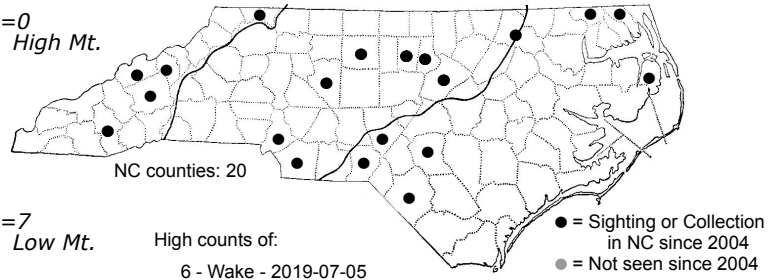 =0
High Mt.
NC counties: 20
=7
Low Mt.
High counts of:
6 - Wake - 2019-07-05
= Sighting or Collection
in NC since 2004
= Not seen since 2004